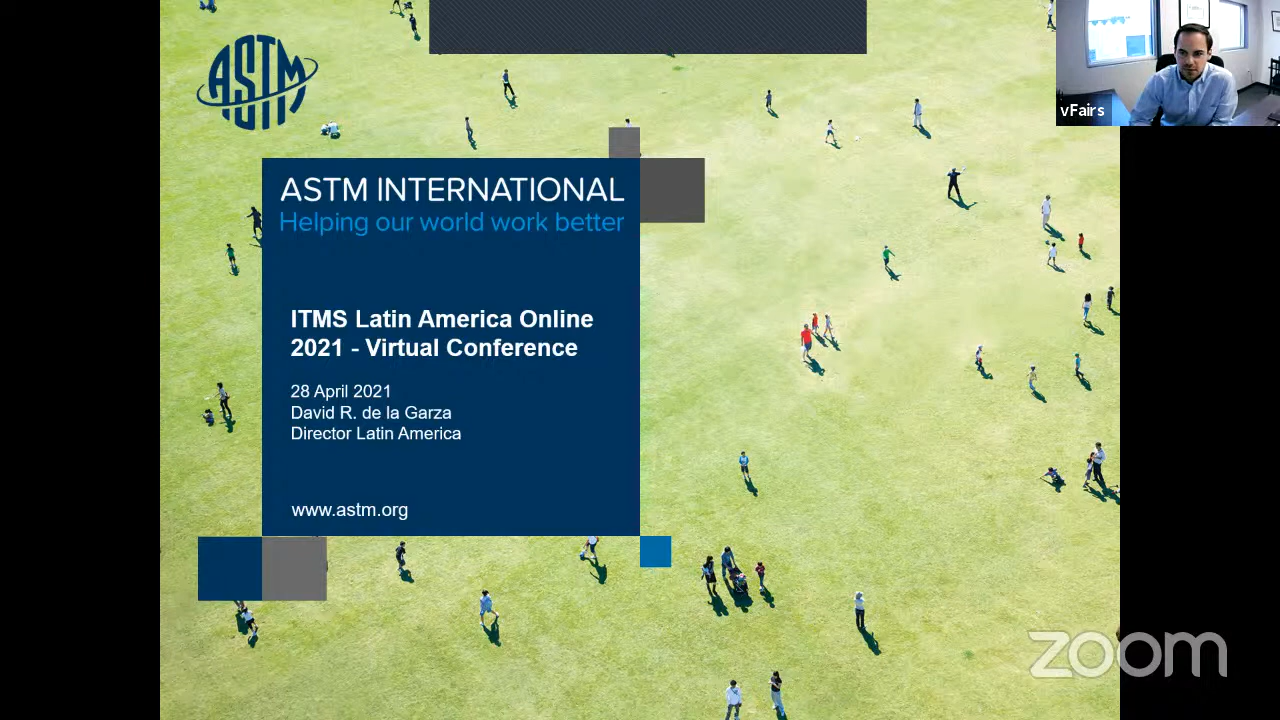 ASTM
vFairs
ASTM INTERNATIONAL
Helping our world work better
ITMS Latin America Online
2021 - Virtual Conference
28 April 2021
David R. de la Garza
Director Latin America
www.astm.org
zoom